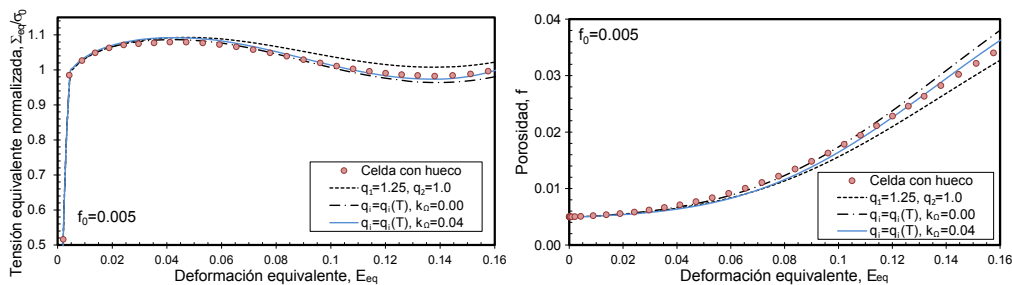 Tensión equivalente normalizada, Σeq/σ0
1.1
1
0.9
0.8
0.7
0.6
0.5
f0=0.005
Celda con hueco
q1=1.25, q2=1.0
qi=qi(T), kΩ=0.00
qi=qi(T), kΩ=0.04
0 0.02 0.04 0.06 0.08 0.10 0.12 0.14 0.16
Deformación equivalente, Eeq
Porosidad, f
0.04
0.03
0.02
0.01
0.00
f0=0.005
Celda con hueco
q1=1.25, q2=1.0
qi=qi(T), kΩ=0.00
qi=qi(T), kΩ=0.04
0 0.02 0.04 0.06 0.08 0.10 0.12 0.14 0.16
Deformación equivalente, Eeq